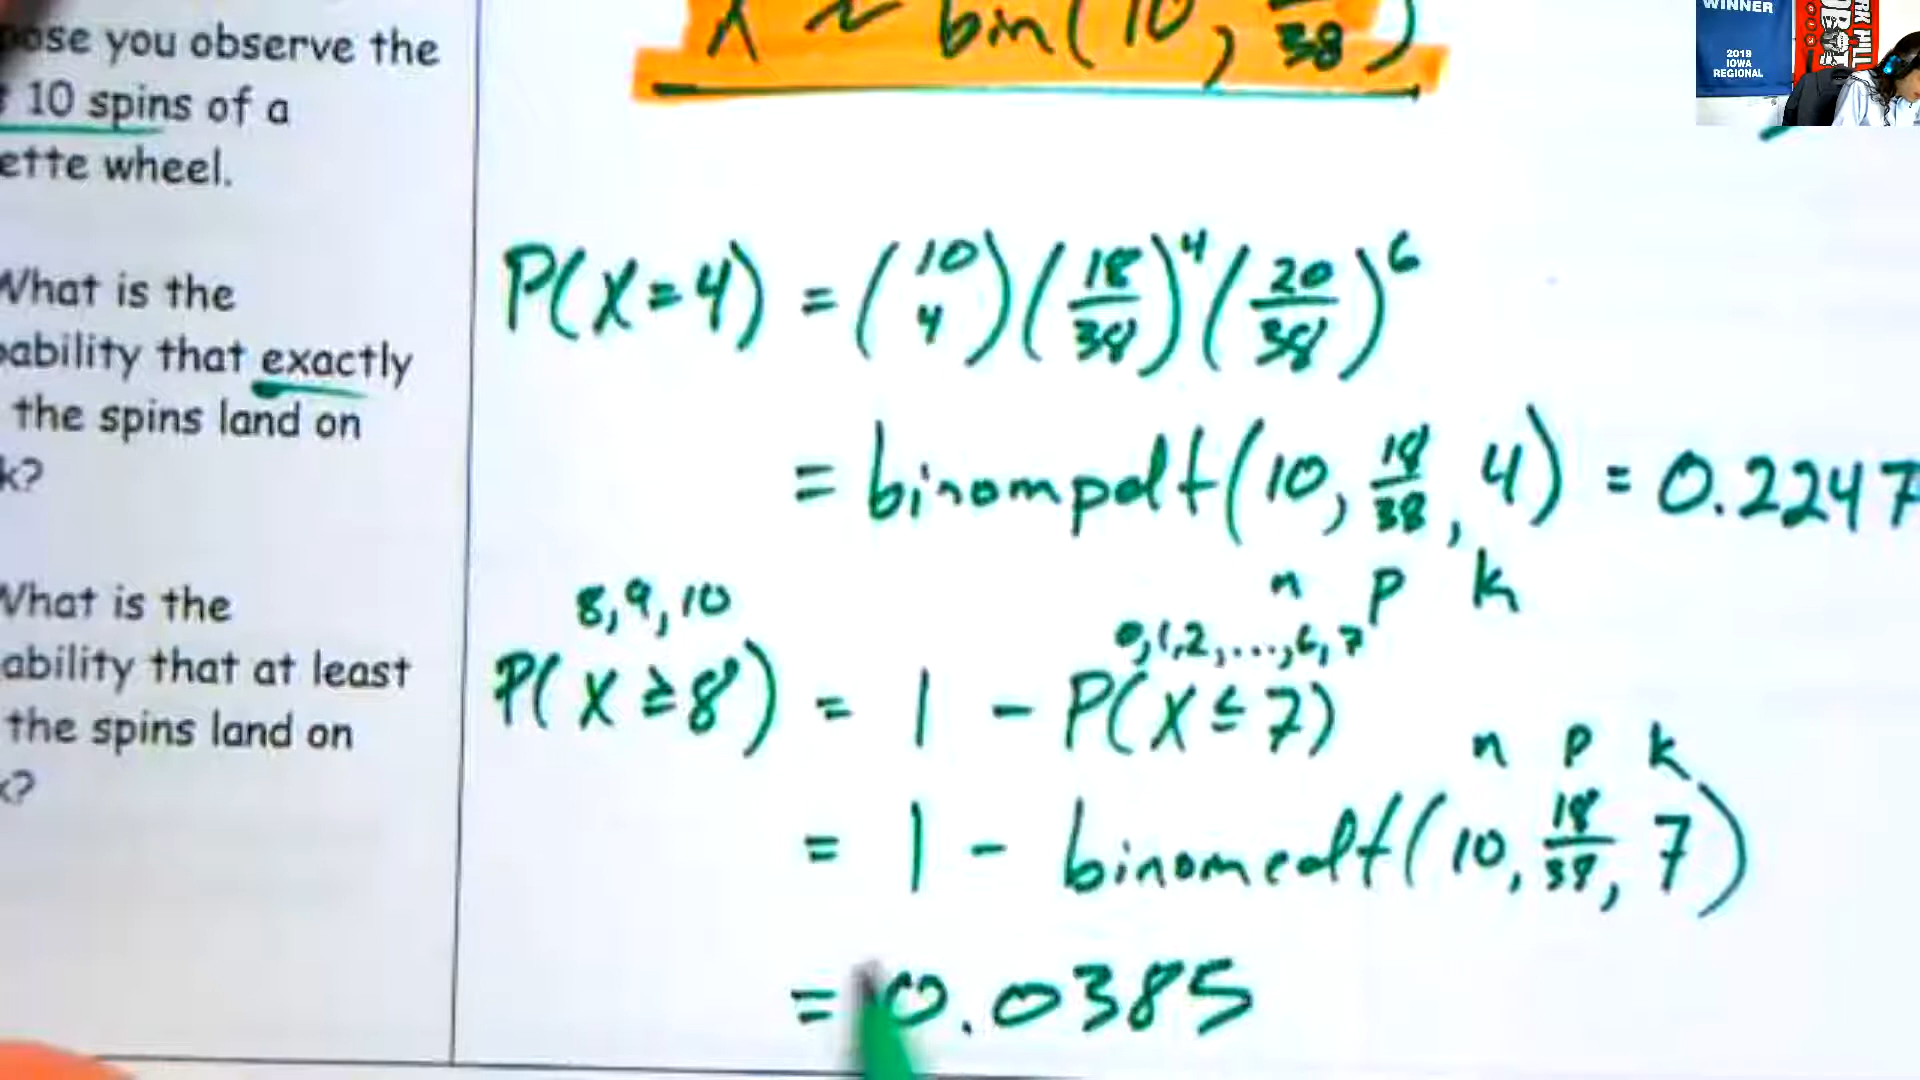 WINNER
2019
IOWA
REGIONAL
X ~ bin(10, 18/38)
ose you observe the
10 spins of a
ette wheel.
What is the
bability that exactly
the spins land on
k?
P(X=4) = (10 4)(18/38)^4(20/38)^6
= binompdf(10, 18/38, 4) = 0.2247
n p k
What is the
ability that at least
the spins land on
k?
8,9,10
0,1,2,...,6,7
P(X≥8) = 1 - P(X≤7)
n p k
= 1 - binomcdf(10, 18/38, 7)
= 0.0385